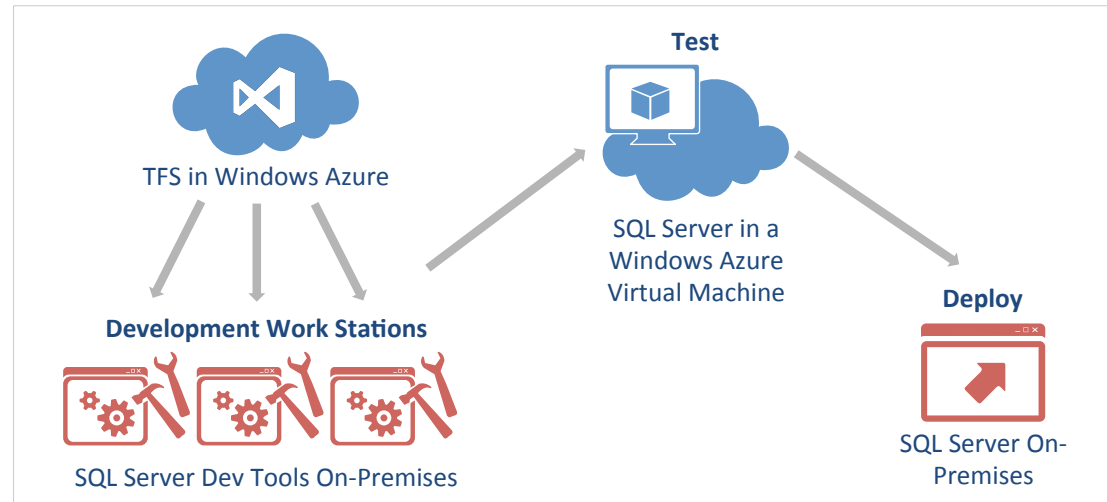 TFS in Windows Azure
Development Work Stations
SQL Server Dev Tools On-Premises
Test
SQL Server in a
Windows Azure
Virtual Machine
Deploy
SQL Server On-
Premises